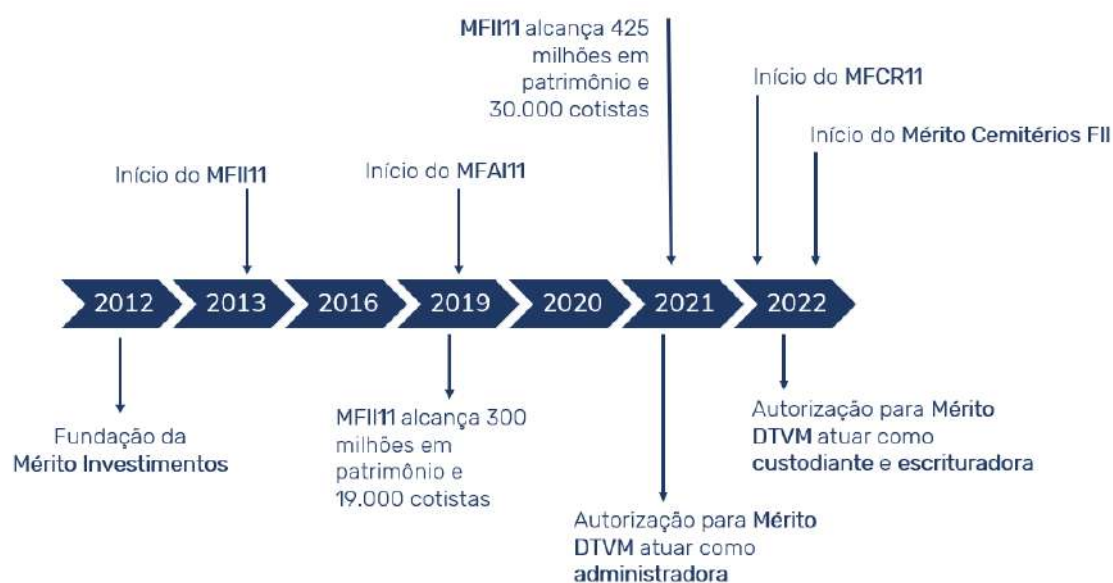 MFII11 alcança 425
milhões em
patrimônio e
30.000 cotistas
Início do MFCR11
Início do Mérito Cemitérios FII
Início do MFII11
Início do MFAI11
2012
2013
2016
2019
2020
2021
2022
Fundação da
Mérito Investimentos
MFII11 alcança 300
milhões em
patrimônio e
19.000 cotistas
Autorização para Mérito
DTVM atuar como
administradora
Autorização para Mérito
DTVM atuar como
custodiante e escrituradora